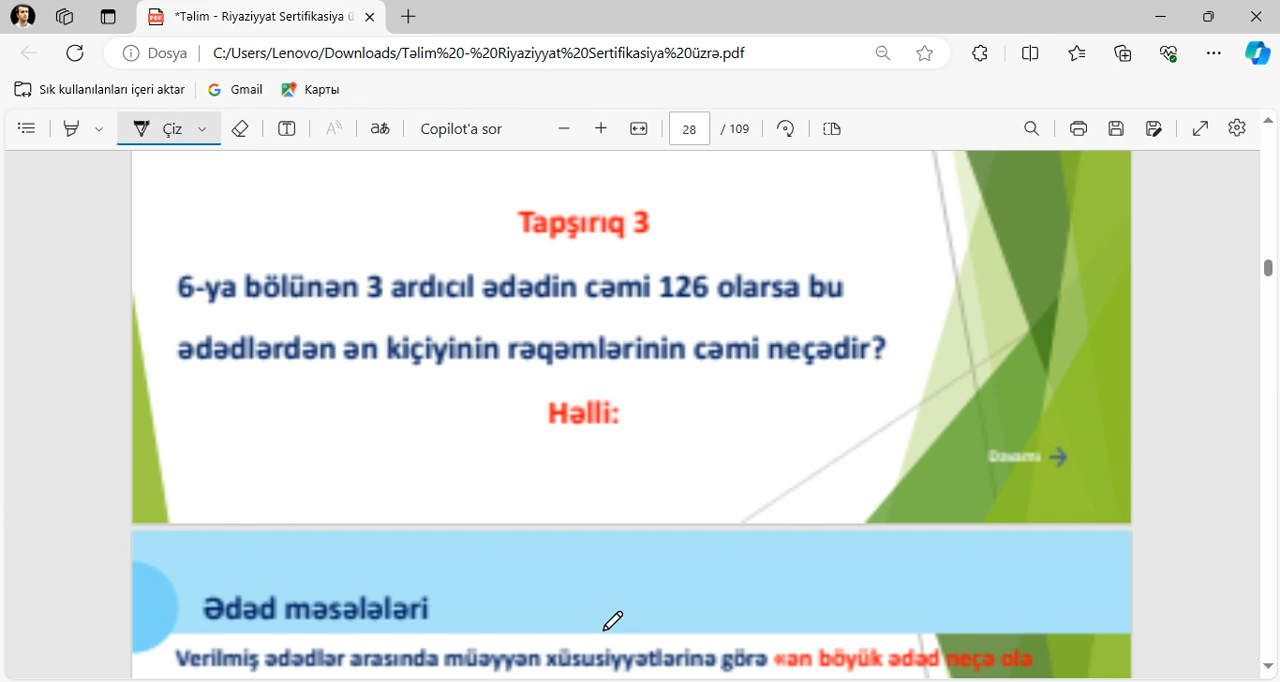 *Təlim - Riyaziyyat Sertifikasiya ü
Dosya
C:/Users/Lenovo/Downloads/Təlim%20-%20Riyaziyyat%20Sertifikasiya%20üzrə.pdf
Sık kullanılanları içeri aktar
Gmail
Карты
Çiz
aあ
Copilot'a sor
28 / 109
Tapşırıq 3
6-ya bölünən 3 ardıcıl ədədin cəmi 126 olarsa bu
ədədlərdən ən kiçiyinin rəqəmlərinin cəmi neçədir?
Həlli:
Davamı
Ədəd məsələləri
Verilmiş ədədlər arasında müəyyən xüsusiyyətlərinə görə «ən böyük ədəd neçə ola